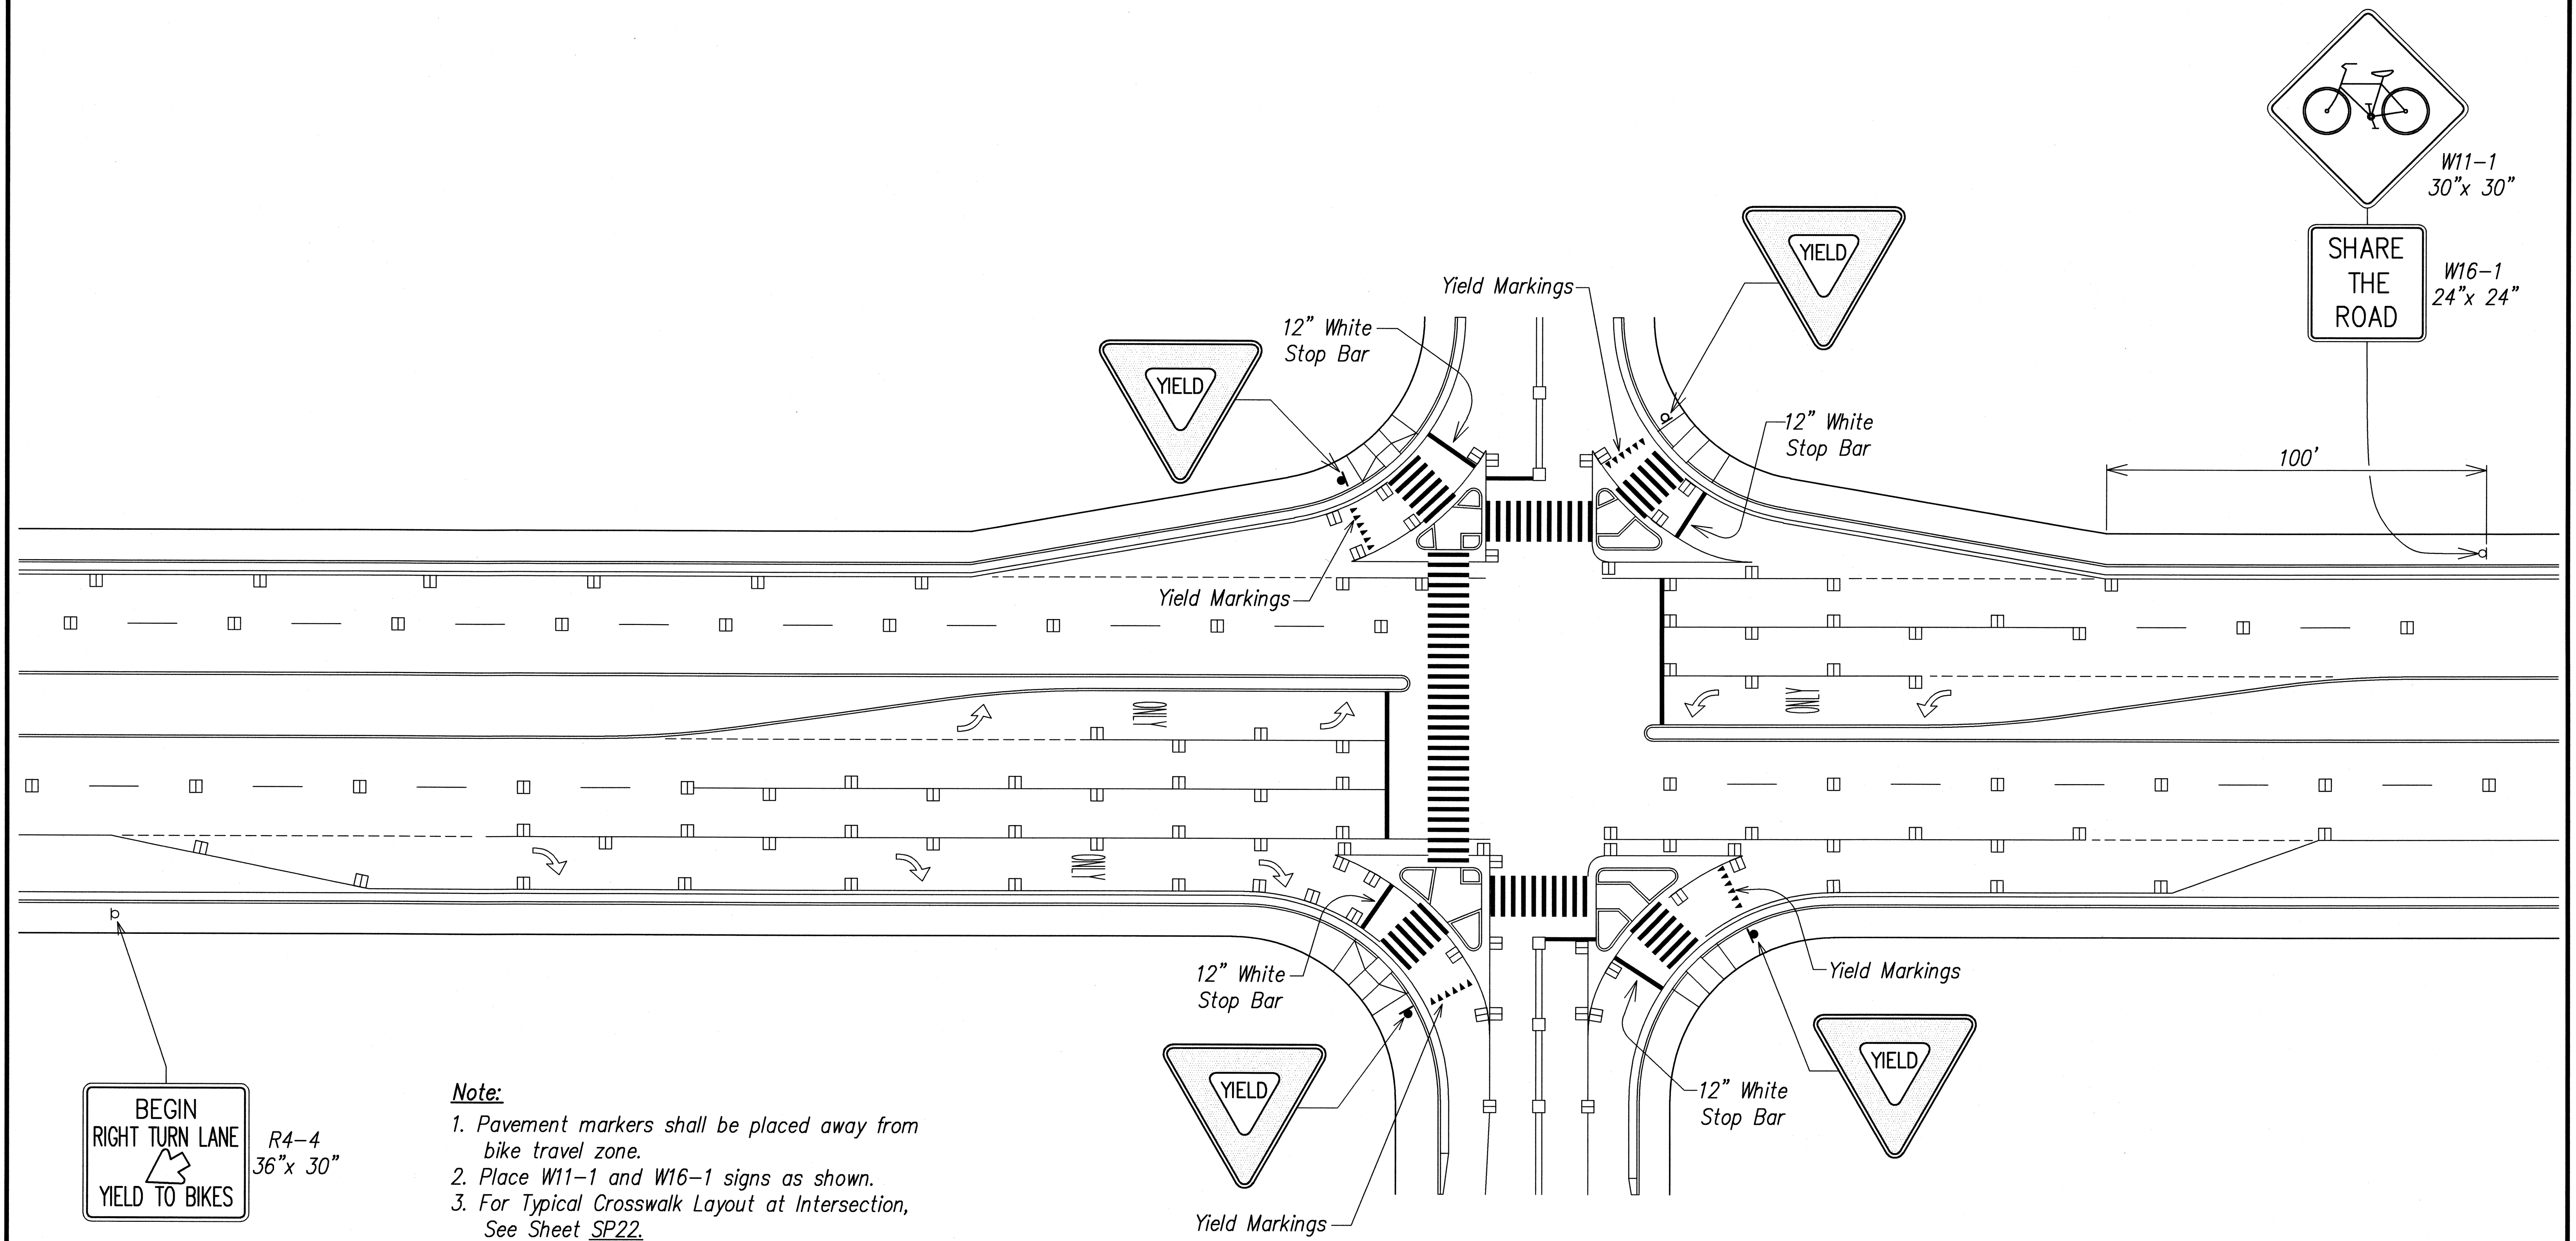 W11-1
30"x 30"
SHARE
THE
ROAD
W16-1
24"x 24"
YIELD
Yield Markings
12" White
Stop Bar
YIELD
12" White
Stop Bar
100'
Yield Markings
ONLY
ONLY
ONLY
12" White
Stop Bar
Yield Markings
YIELD
12" White
Stop Bar
YIELD
Yield Markings
BEGIN
RIGHT TURN LANE
YIELD TO BIKES
R4-4
36"x 30"
Note:
1. Pavement markers shall be placed away from
bike travel zone.
2. Place W11-1 and W16-1 signs as shown.
3. For Typical Crosswalk Layout at Intersection,
See Sheet SP22.